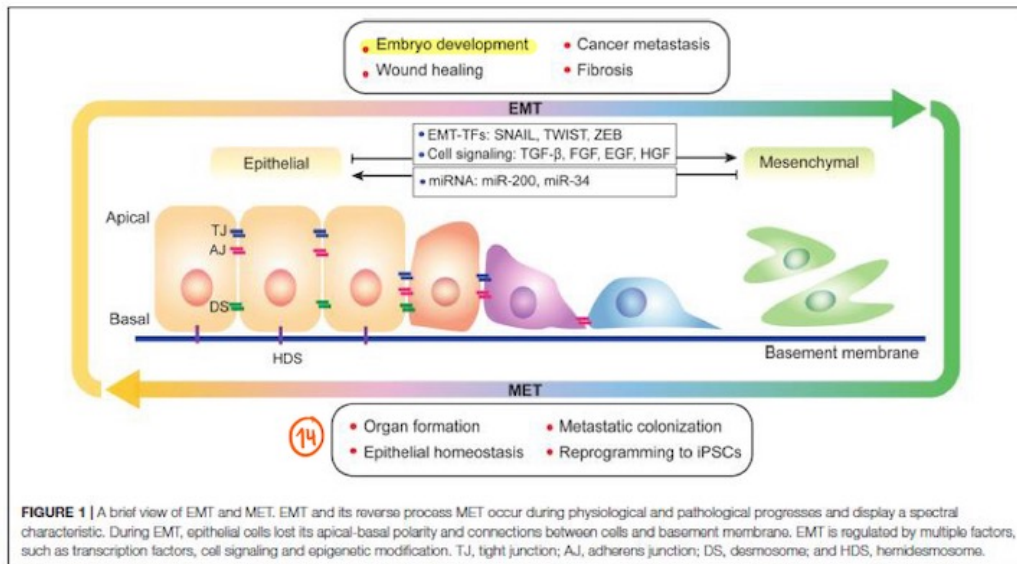 Embryo development
Wound healing
Cancer metastasis
Fibrosis
EMT
EMT-TFs: SNAIL, TWIST, ZEB
Cell signaling: TGF-β, FGF, EGF, HGF
miRNA: miR-200, miR-34
Epithelial
Mesenchymal
Apical
TJ
AJ
DS
Basal
HDS
Basement membrane
MET
14
Organ formation
Epithelial homeostasis
Metastatic colonization
Reprogramming to iPSCs
FIGURE 1 | A brief view of EMT and MET. EMT and its reverse process MET occur during physiological and pathological progresses and display a spectral
characteristic. During EMT, epithelial cells lost its apical-basal polarity and connections between cells and basement membrane. EMT is regulated by multiple factors,
such as transcription factors, cell signaling and epigenetic modification. TJ, tight junction; AJ, adherens junction; DS, desmosome; and HDS, hemidesmosome.